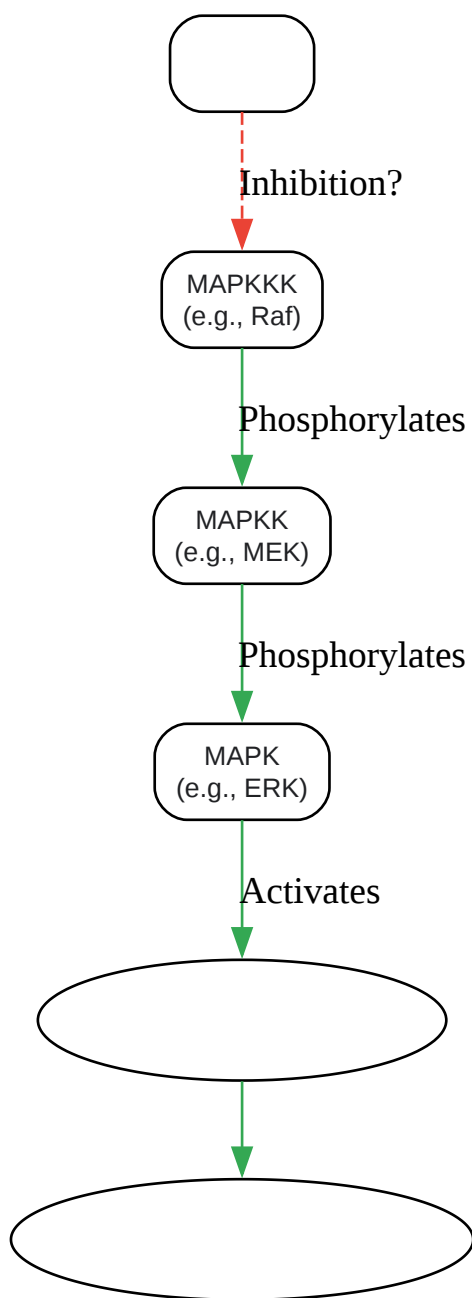 Inhibition?
MAPKKK
(e.g., Raf)
Phosphorylates
MAPKK
(e.g., MEK)
Phosphorylates
MAPK
(e.g., ERK)
Activates